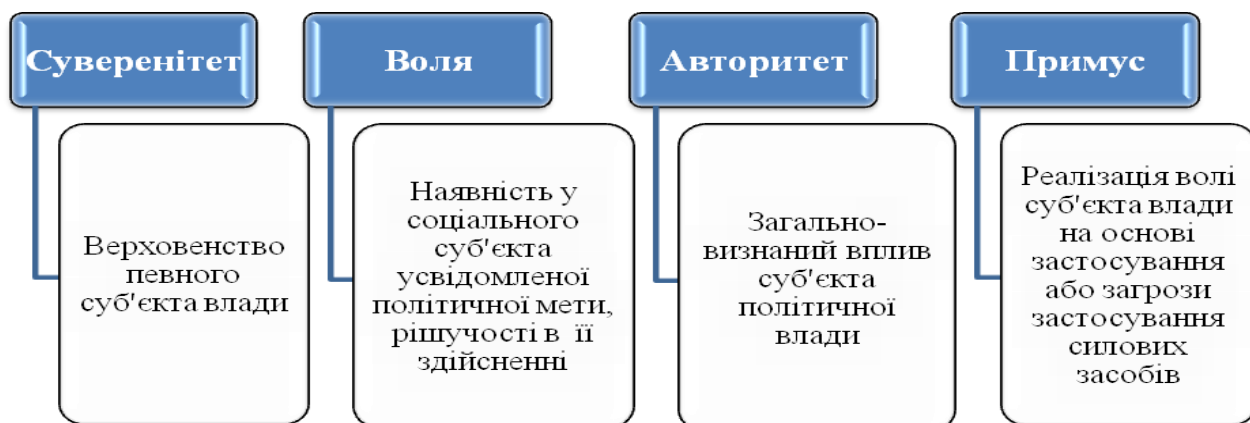 Суверенітет
Верховенство
певного
суб'єкта влади
Воля
Наявність у
соціального
суб'єкта
усвідомленої
політичної мети,
рішучості в її
здійсненні
Авторитет
Загально-
визнаний вплив
суб'єкта
політичної
влади
Примус
Реалізація волі
суб'єкта влади
на основі
застосування
або загрози
застосування
силових
засобів